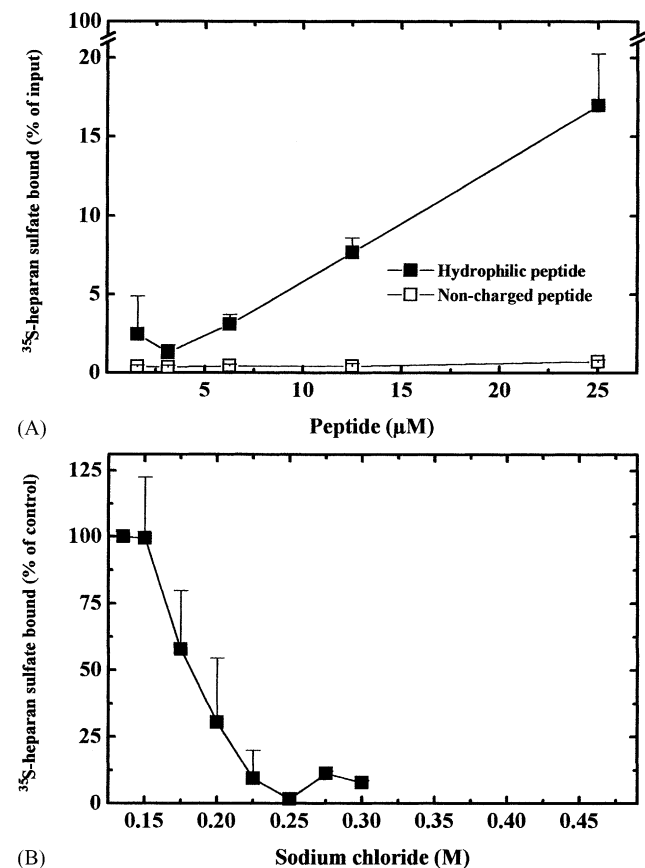 100
20
15
10
5
0
³⁵S-heparan sulfate bound (% of input)
Hydrophilic peptide
Non-charged peptide
5 10 15 20 25
(A)
Peptide (µM)
125
100
75
50
25
0
³⁵S-heparan sulfate bound (% of control)
0.15 0.20 0.25 0.30 0.35 0.40 0.45
(B)
Sodium chloride (M)